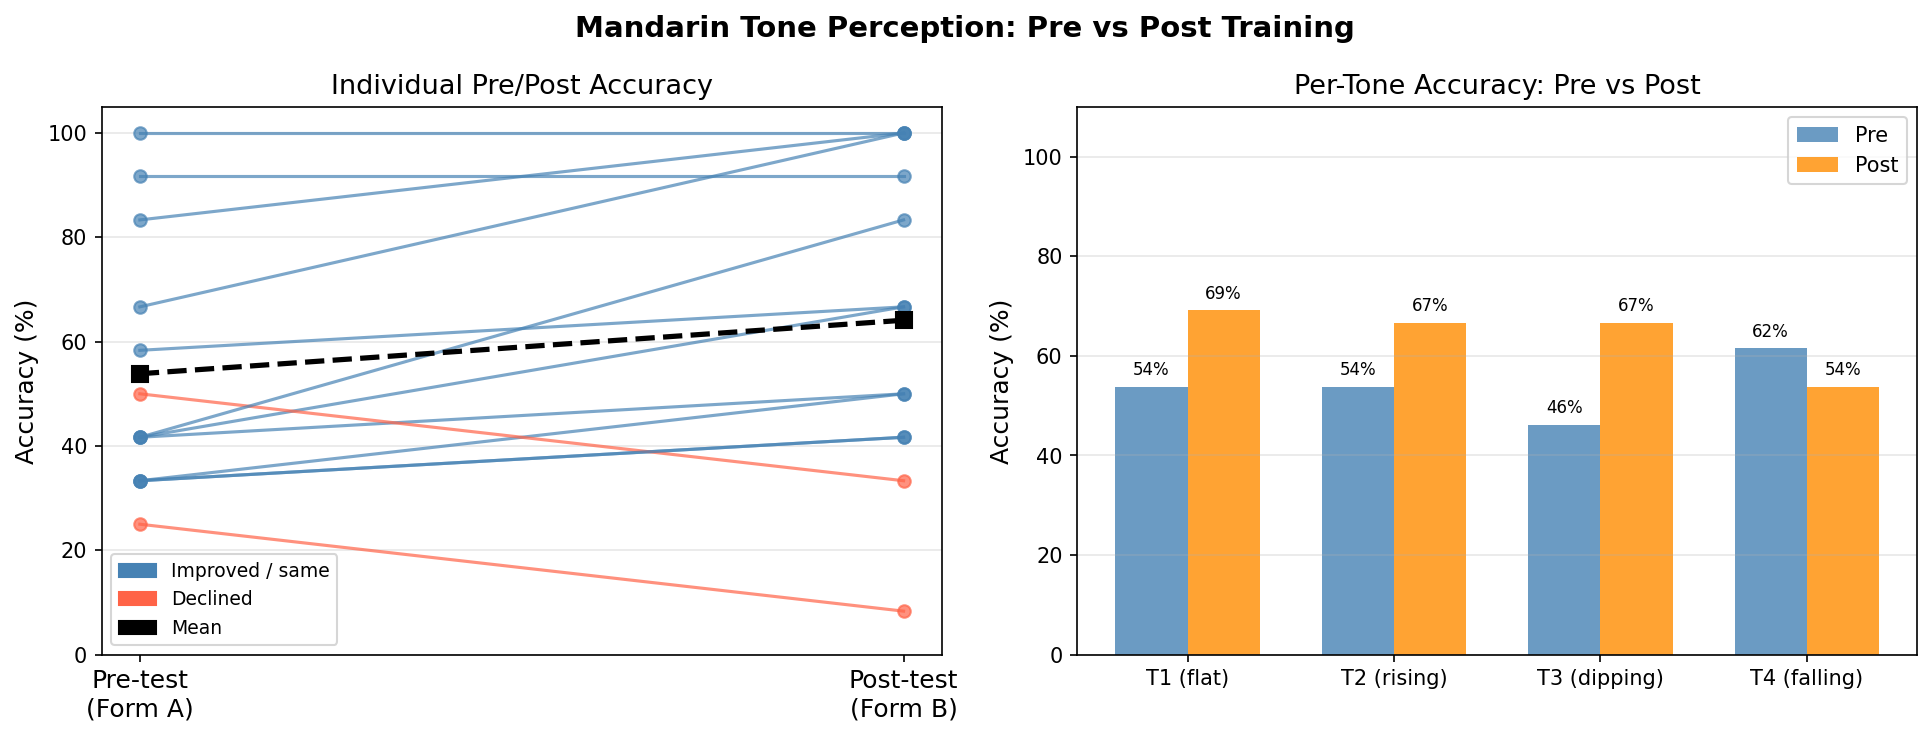 Mandarin Tone Perception: Pre vs Post Training
Individual Pre/Post Accuracy
Accuracy (%)
100
80
60
40
20
0
Improved / same
Declined
Mean
Pre-test
(Form A)
Post-test
(Form B)
Per-Tone Accuracy: Pre vs Post
Accuracy (%)
100
80
60
40
20
0
Pre
Post
54%
69%
54%
67%
46%
67%
62%
54%
T1 (flat)
T2 (rising)
T3 (dipping)
T4 (falling)